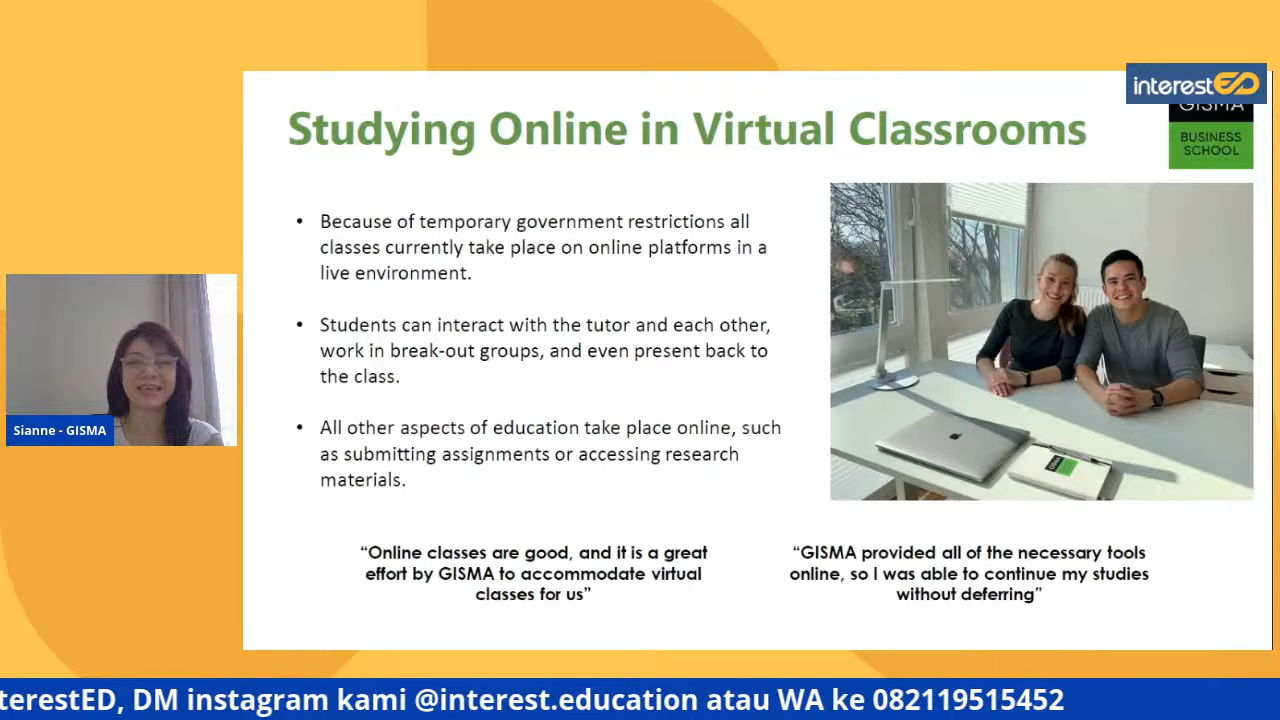 interestED
GISMA
BUSINESS
SCHOOL
Studying Online in Virtual Classrooms
• Because of temporary government restrictions all
classes currently take place on online platforms in a
live environment.
• Students can interact with the tutor and each other,
work in break-out groups, and even present back to
the class.
• All other aspects of education take place online, such
as submitting assignments or accessing research
materials.
Sianne - GISMA
“Online classes are good, and it is a great
effort by GISMA to accommodate virtual
classes for us”
“GISMA provided all of the necessary tools
online, so I was able to continue my studies
without deferring”
terestED, DM instagram kami @interest.education atau WA ke 082119515452